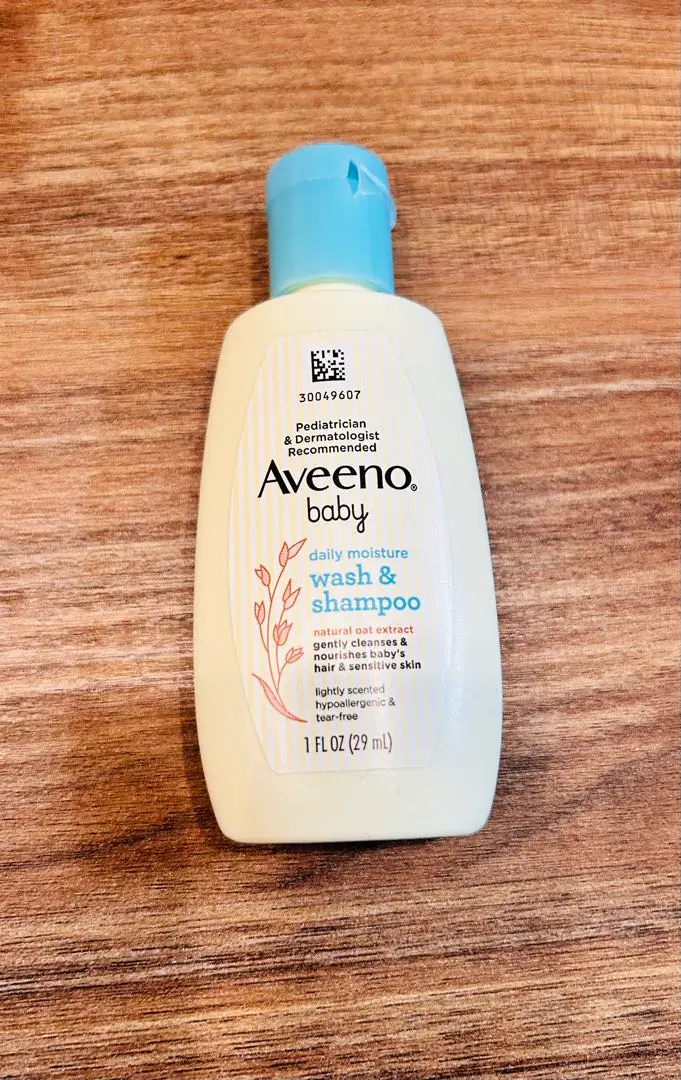 30049607
Pediatrician
& Dermatologist
Recommended
Aveeno®
baby
daily moisture
wash &
shampoo
natural oat extract
gently cleanses &
nourishes baby's
hair & sensitive skin
lightly scented
hypoallergenic &
tear-free
1 FL OZ (29 mL)